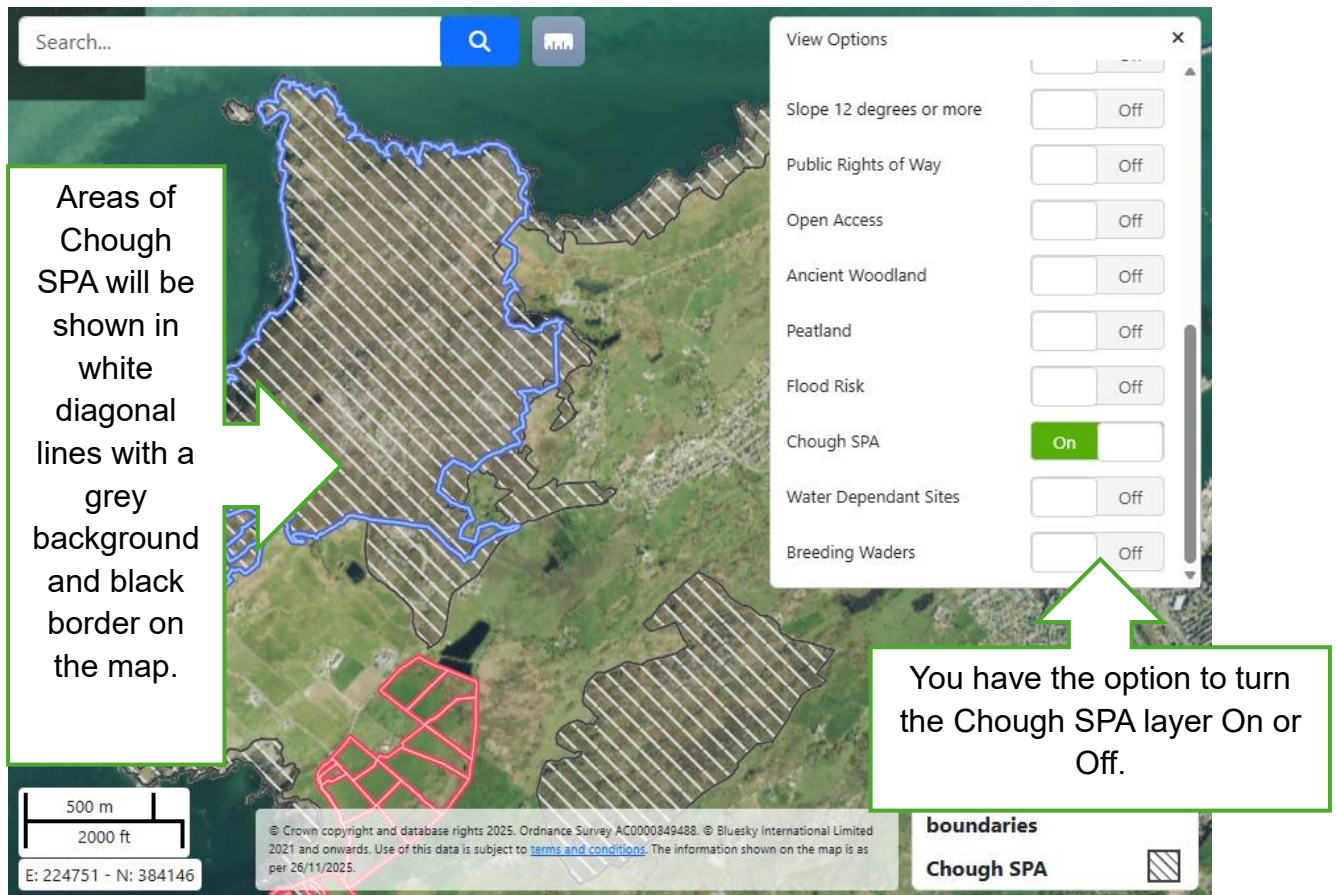 Search...
View Options
×
Off
Slope 12 degrees or more
Off
Public Rights of Way
Off
Open Access
Off
Ancient Woodland
Off
Peatland
Off
Flood Risk
Off
Chough SPA
On
Water Dependant Sites
Off
Breeding Waders
Off
Areas of
Chough
SPA will be
shown in
white
diagonal
lines with a
grey
background
and black
border on
the map.
You have the option to turn
the Chough SPA layer On or
Off.
500 m
2000 ft
E: 224751 - N: 384146
© Crown copyright and database rights 2025. Ordnance Survey AC0000849488. © Bluesky International Limited
2021 and onwards. Use of this data is subject to terms and conditions. The information shown on the map is as
per 26/11/2025.
boundaries
Chough SPA